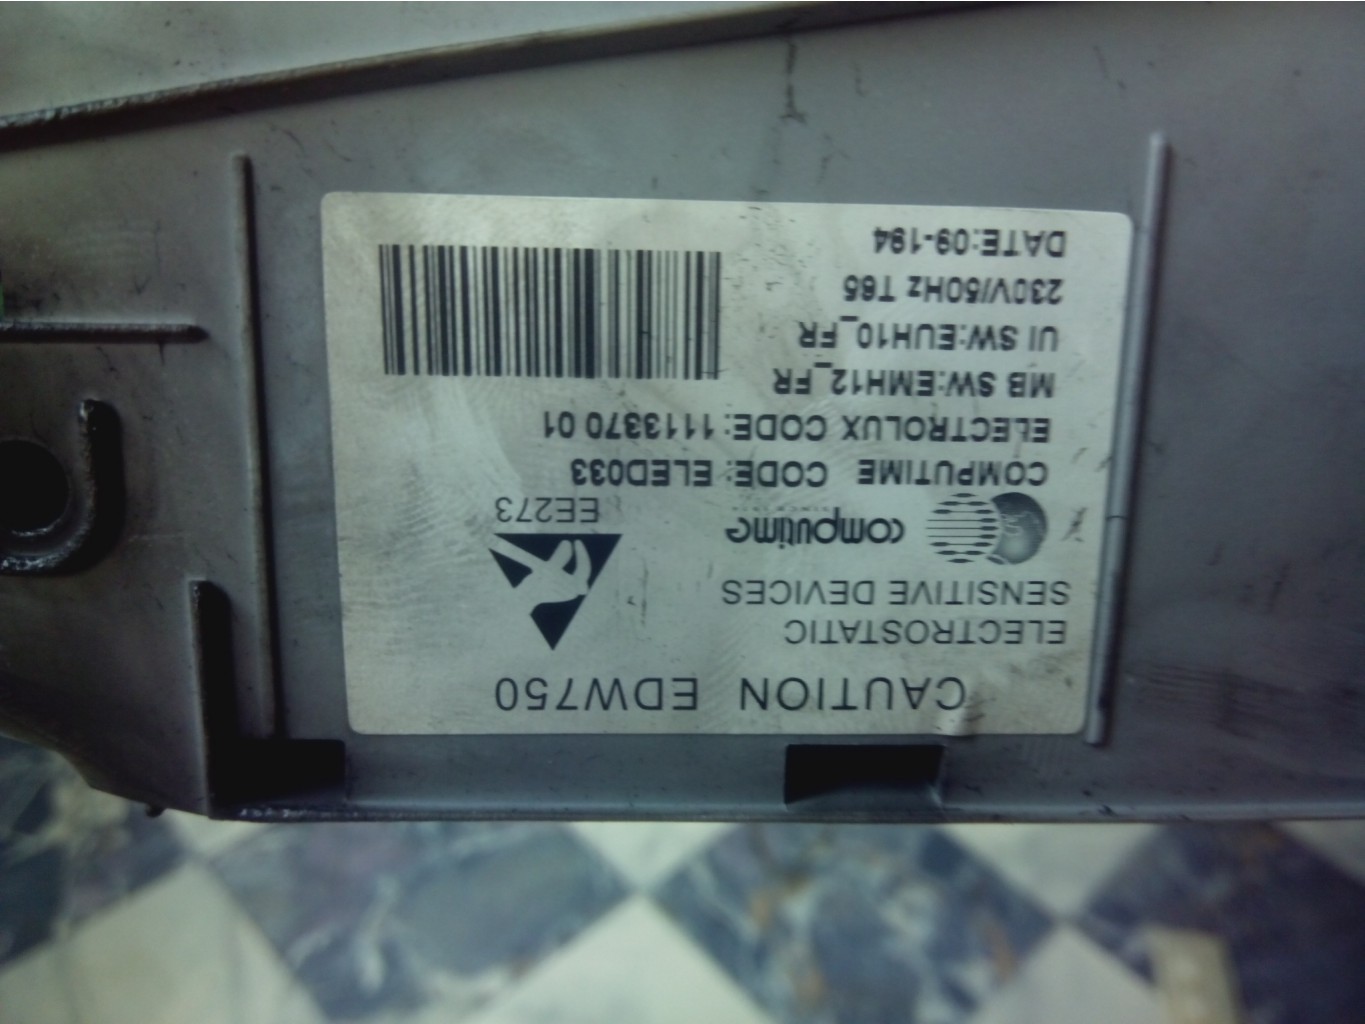 CAUTION EDW750
ELECTROSTATIC
SENSITIVE DEVICES
computime
EE273
COMPUTIME CODE: ELED033
ELECTROLUX CODE: 1113370 01
MB SW:EMH12_FR
UI SW:EUH10_FR
230V/50Hz T85
DATE:09-194